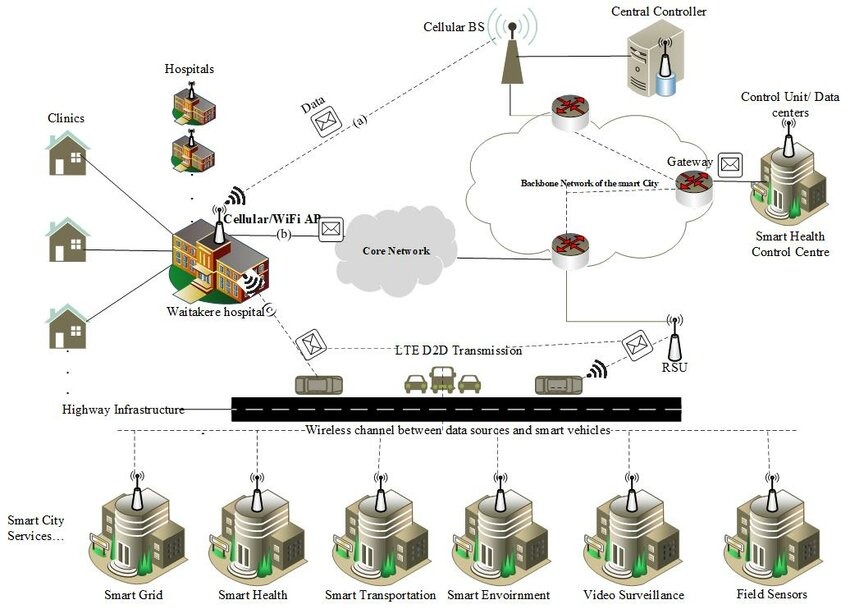 Cellular BS
Central Controller
Hospitals
Clinics
Data
(a)
Control Unit/ Data
centers
Gateway
Backbone Network of the smart City
Cellular/WiFi AP
(b)
Core Network
Smart Health
Control Centre
Waitakere hospital
(c)
LTE D2D Transmission
RSU
Highway Infrastructure
Wireless channel between data sources and smart vehicles
Smart City
Services...
Smart Grid
Smart Health
Smart Transportation
Smart Envoirnment
Video Surveillance
Field Sensors